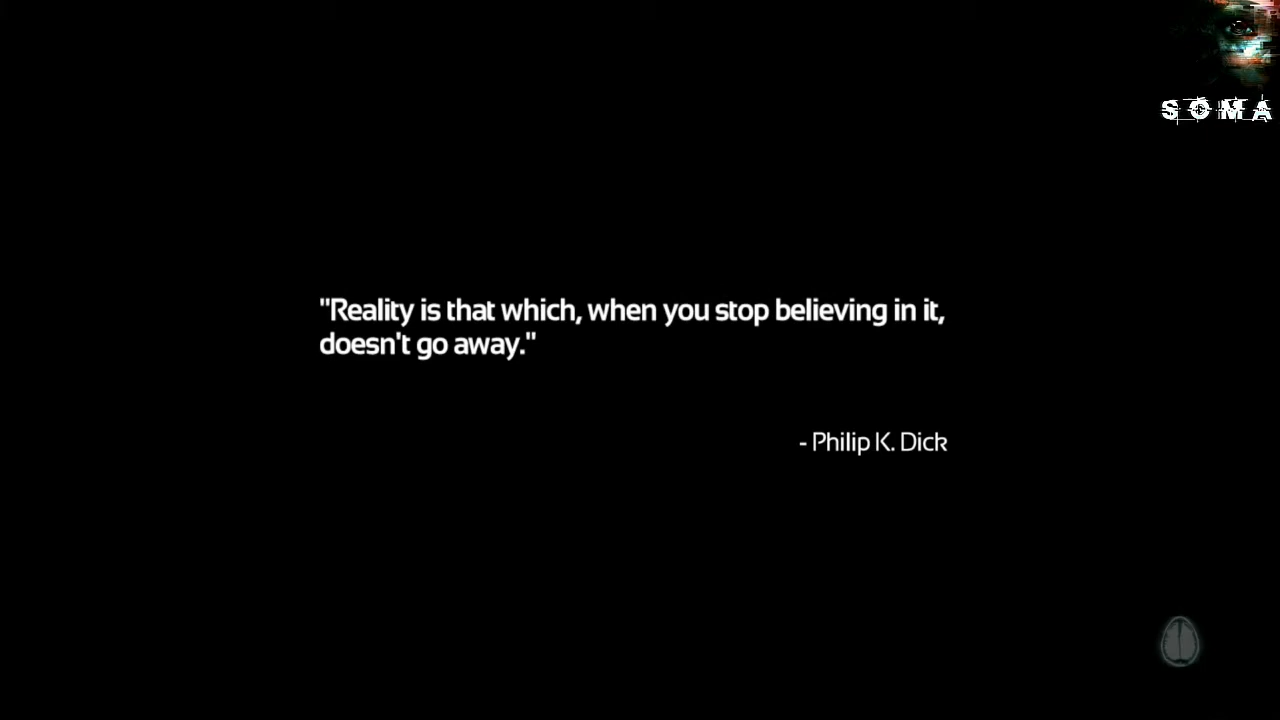 SOMA
"Reality is that which, when you stop believing in it,
doesn't go away."
- Philip K. Dick